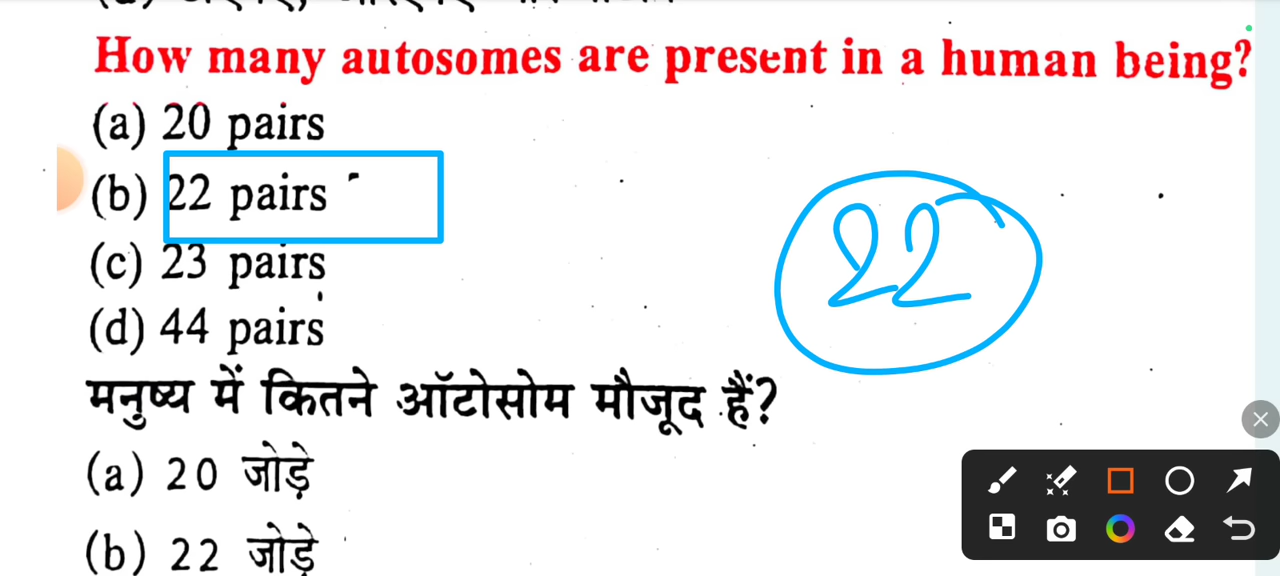 How many autosomes are present in a human being?
(a) 20 pairs
(b) 22 pairs
22
(c) 23 pairs
(d) 44 pairs
मनुष्य में कितने ऑटोसोम मौजूद हैं?
(a) 20 जोड़े
(b) 22 जोड़े